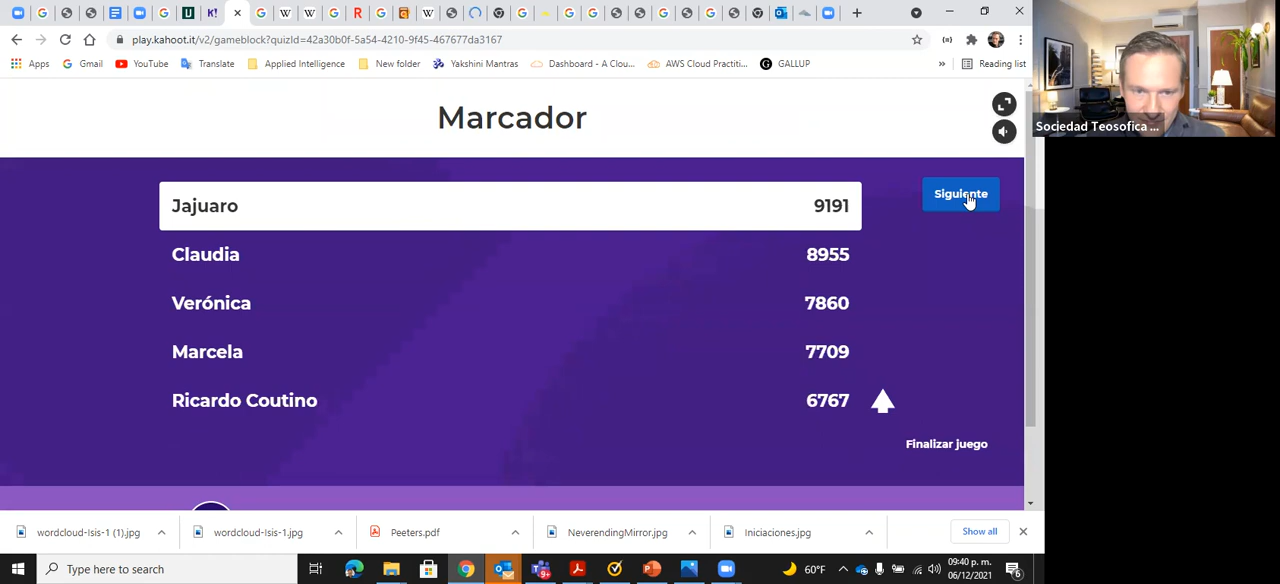 play.kahoot.it/v2/gameblock?quizId=42a30b0f-5a54-4210-9f45-467677da3167
Apps Gmail YouTube Translate Applied Intelligence New folder Yakshini Mantras Dashboard - A Clou... AWS Cloud Practiti... GALLUP » Reading list
Sociedad Teosofica ...
Marcador
Siguiente
Jajuaro 9191
Claudia 8955
Verónica 7860
Marcela 7709
Ricardo Coutino 6767
Finalizar juego
wordcloud-Isis-1 (1).jpg wordcloud-Isis-1.jpg Peeters.pdf NeverendingMirror.jpg Iniciaciones.jpg Show all
Type here to search
60°F
09:40 p. m.
06/12/2021
6